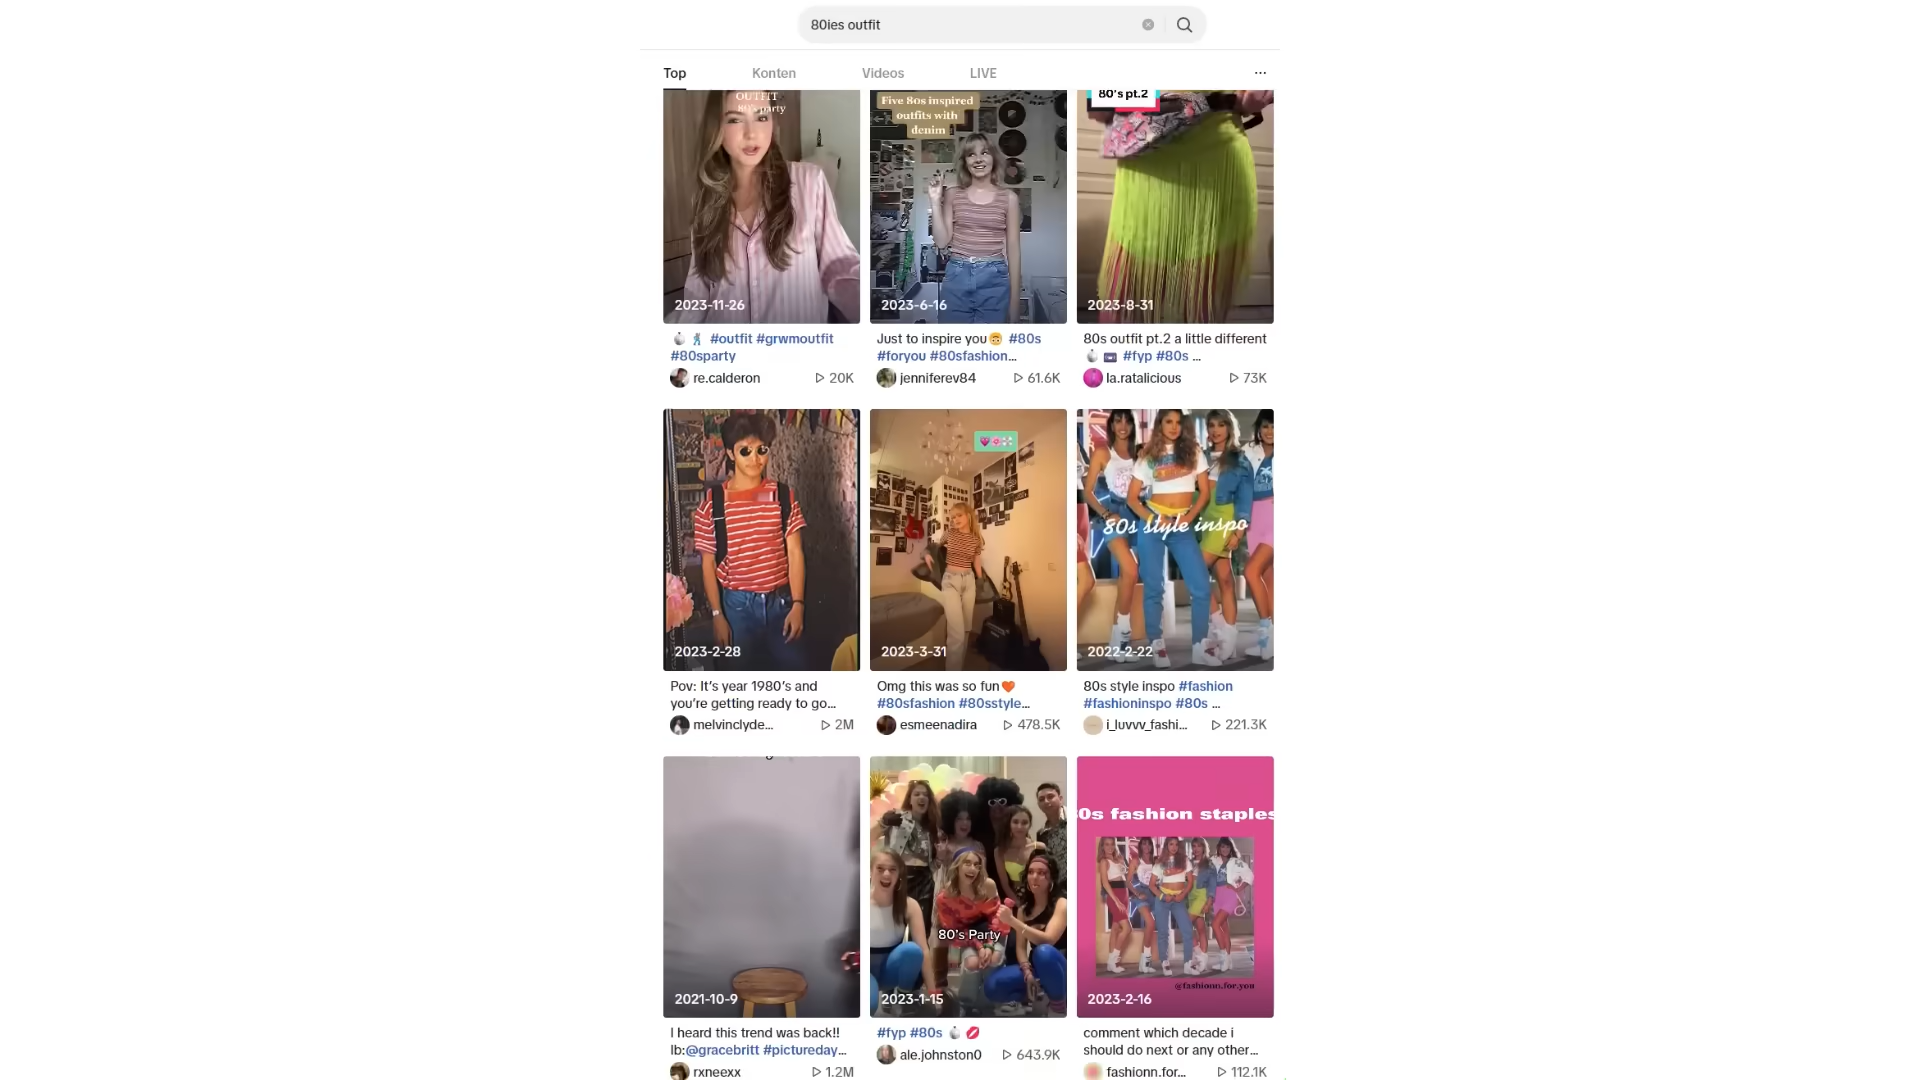 80ies outfit
Top
Konten
Videos
LIVE
OUTFIT
80's party
2023-11-26
#outfit #grwmoutfit
#80sparty
re.calderon
20K
Five 80s inspired
outfits with
denim
2023-6-16
Just to inspire you #80s
#foryou #80sfashion...
jenniferev84
61.6K
80's pt.2
2023-8-31
80s outfit pt.2 a little different
#fyp #80s ...
la.ratalicious
73K
2023-2-28
Pov: It's year 1980's and
you're getting ready to go...
melvinclyde...
2M
2023-3-31
Omg this was so fun
#80sfashion #80sstyle...
esmeenadira
478.5K
80s style inspo
2022-2-22
80s style inspo #fashion
#fashioninspo #80s ...
i_luvvv_fashi...
221.3K
2021-10-9
I heard this trend was back!!
Ib:@gracebritt #pictureday...
rxneexx
1.2M
80's Party
2023-1-15
#fyp #80s
ale.johnston0
643.9K
80s fashion staples
@fashionn.for.you
2023-2-16
comment which decade i
should do next or any other...
fashionn.for...
112.1K